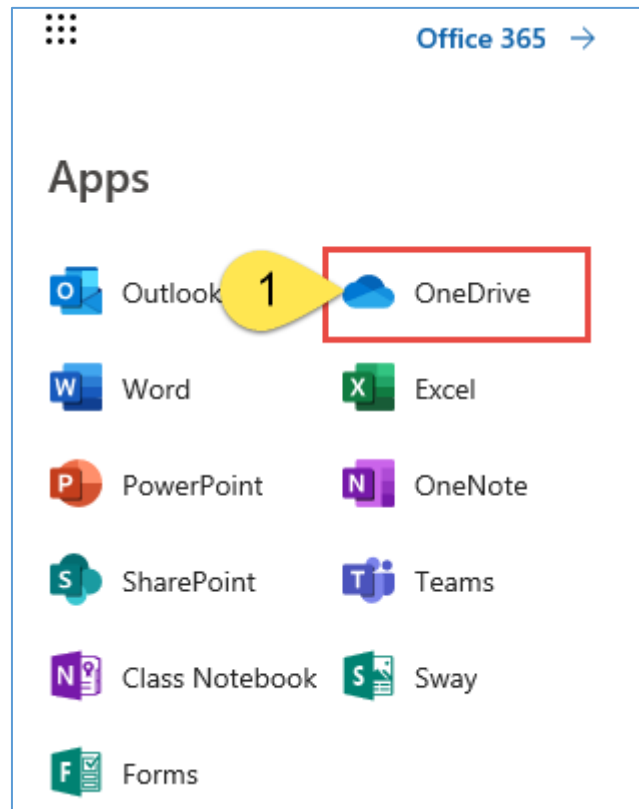 Office 365 →
Apps
Outlook 1 OneDrive
Word Excel
PowerPoint OneNote
SharePoint Teams
Class Notebook Sway
Forms